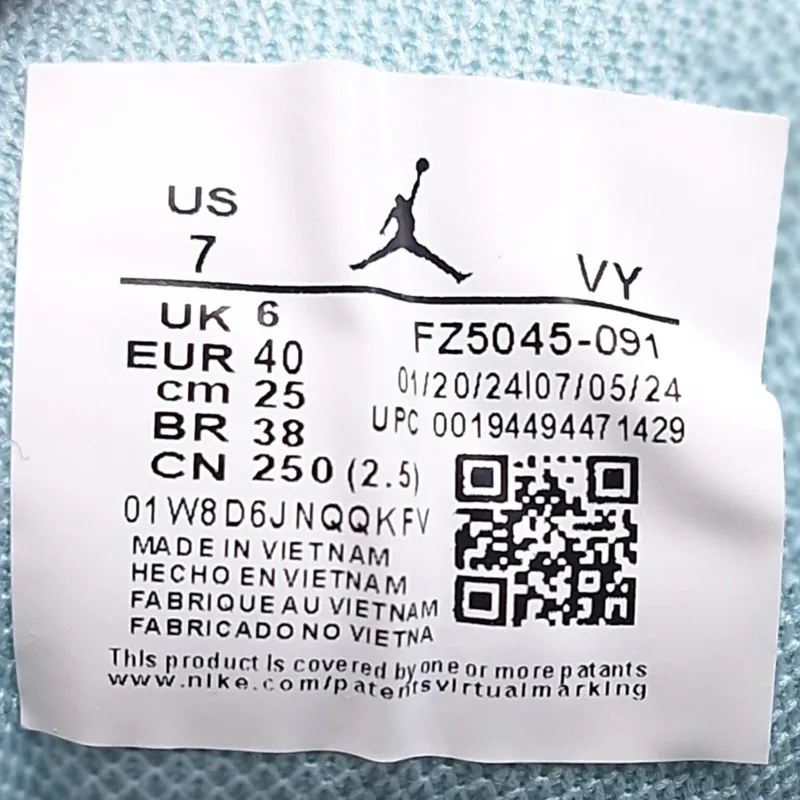 US
7
VY
UK 6
EUR 40
cm 25
BR 38
CN 250 (2.5)
FZ5045-091
01/20/24|07/05/24
UPC 00194494471429
01W8D6JNQQKFV
MADE IN VIETNAM
HECHO EN VIETNAM
FABRIQUE AU VIETNAM
FABRICADO NO VIETNA
This product is covered by one or more patants
www.nike.com/patentsvirtualmarking